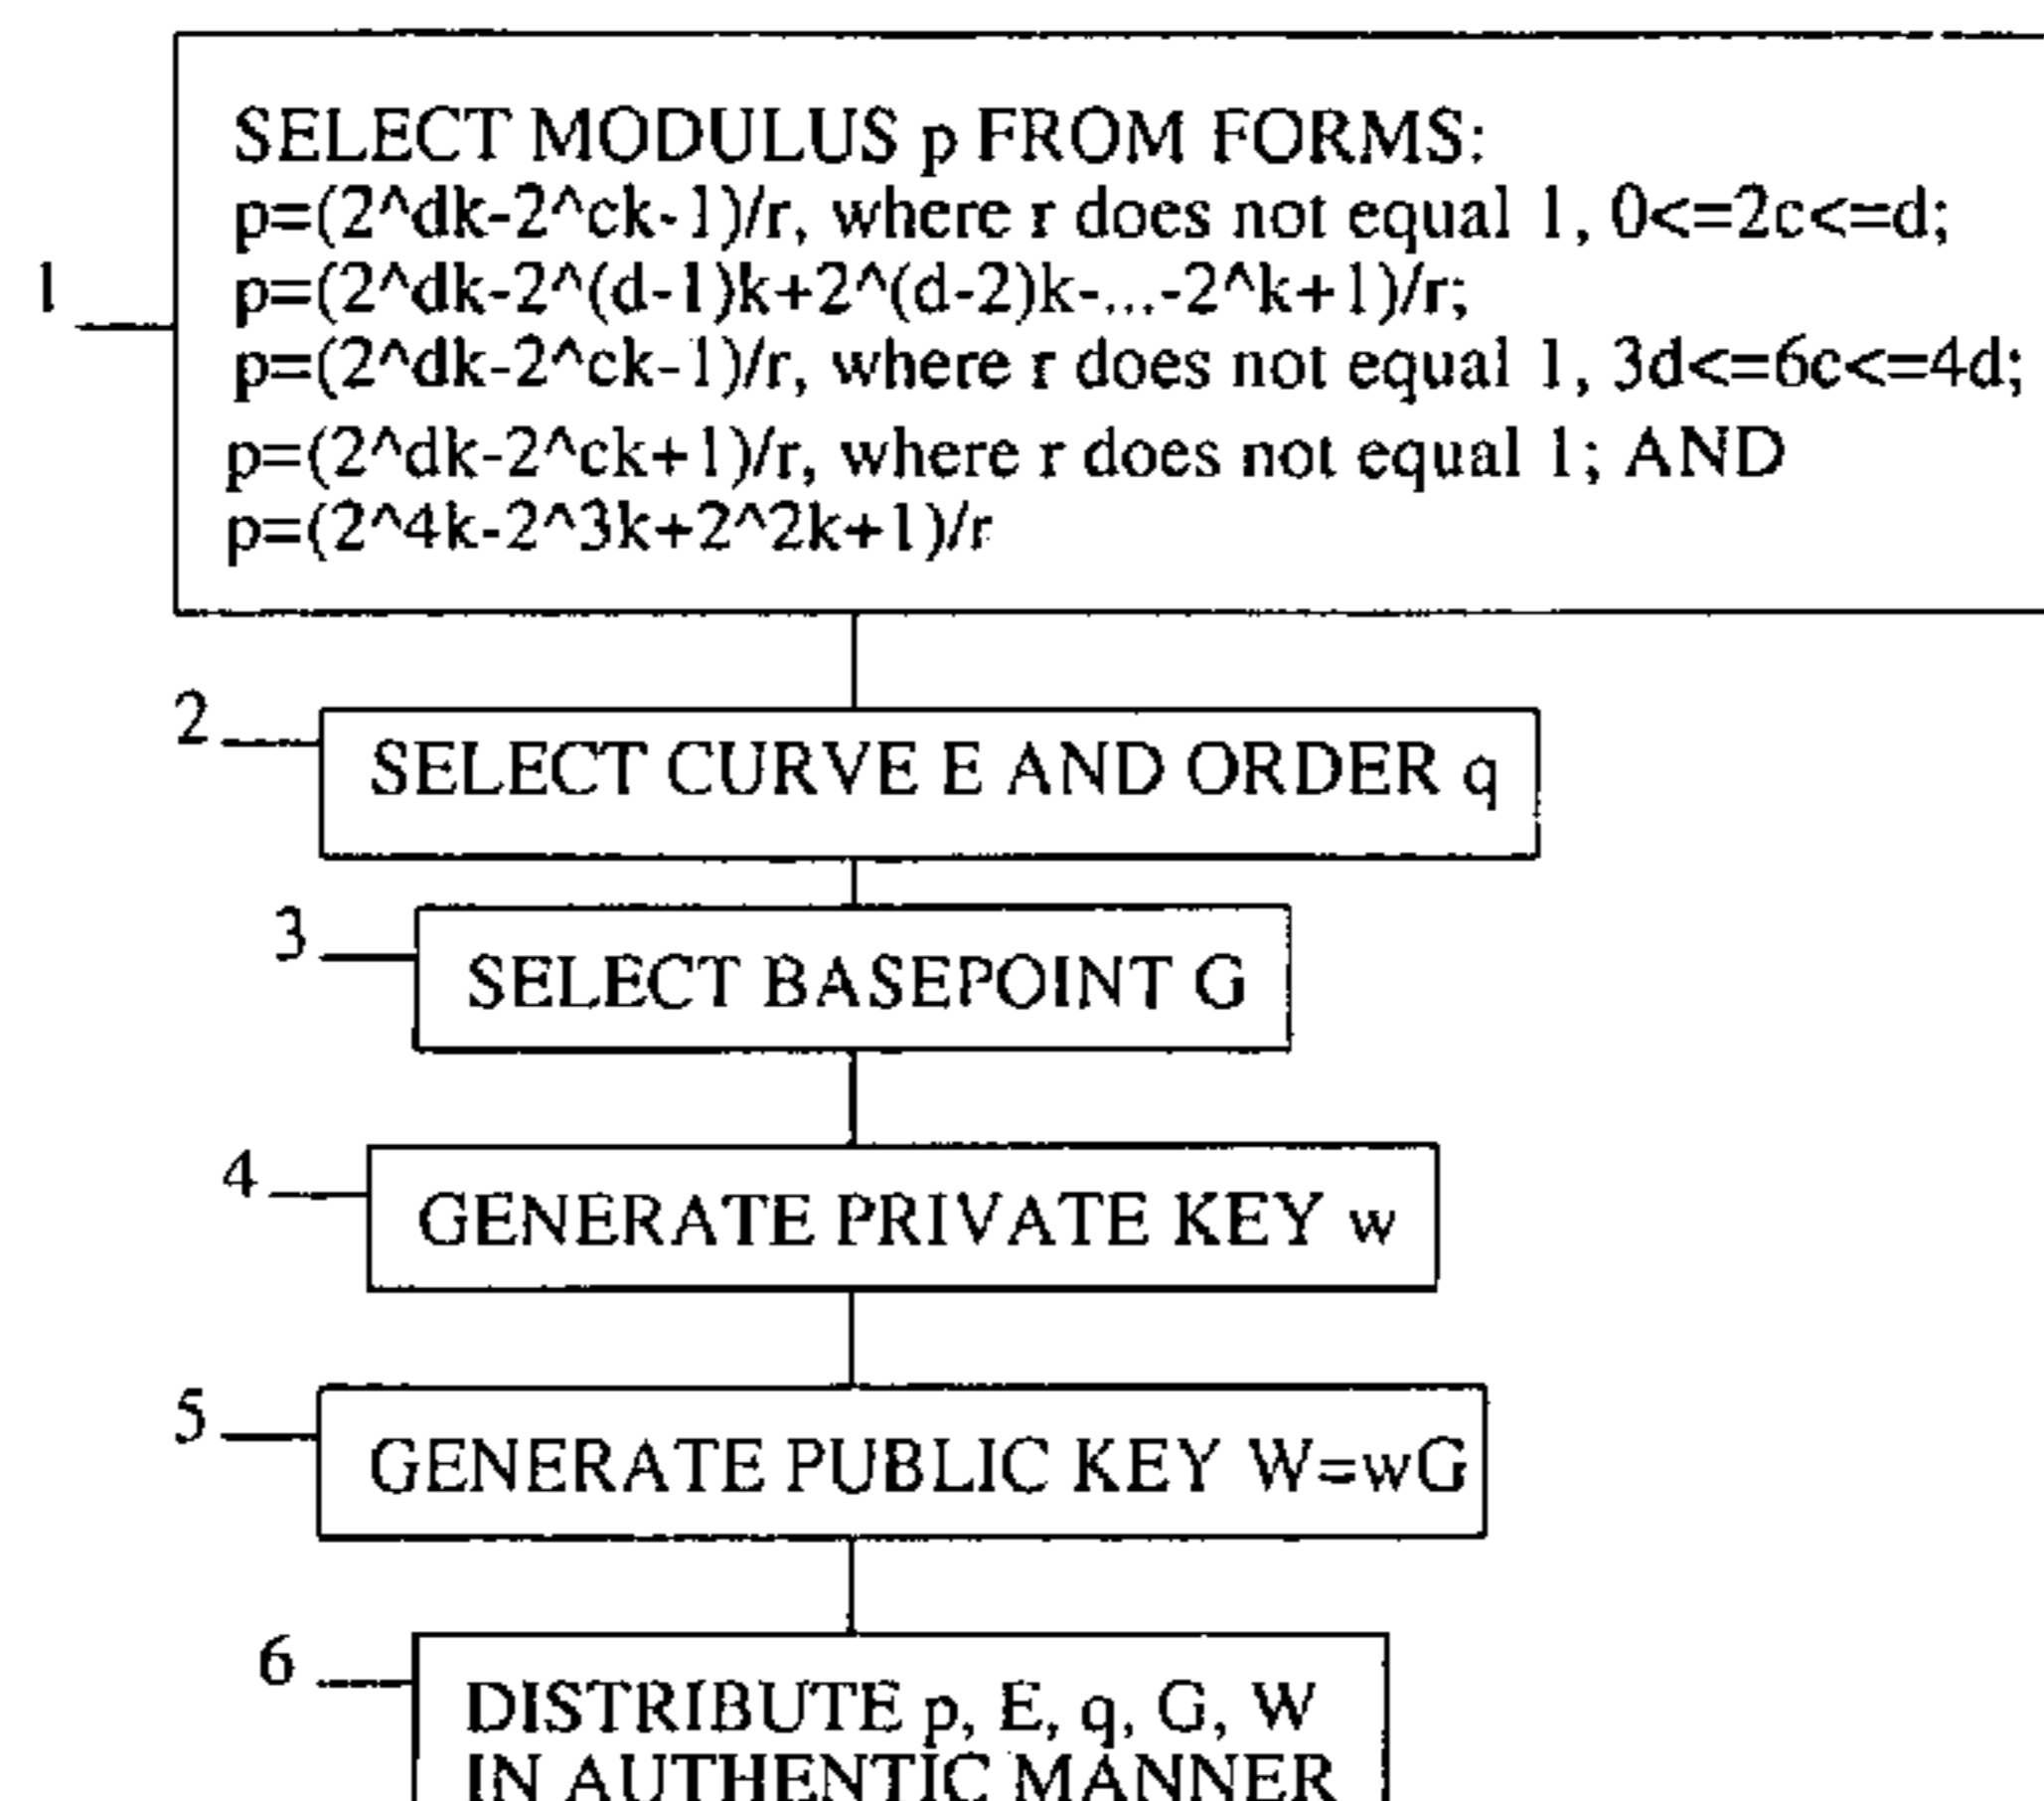 SELECT MODULUS p FROM FORMS:
p=(2^dk-2^ck-1)/r, where r does not equal 1, 0<=2c<=d;
p=(2^dk-2^(d-1)k+2^(d-2)k-...-2^k+1)/r;
p=(2^dk-2^ck-1)/r, where r does not equal 1, 3d<=6c<=4d;
p=(2^dk-2^ck+1)/r, where r does not equal 1; AND
p=(2^4k-2^3k+2^2k+1)/r
1
2
SELECT CURVE E AND ORDER q
3
SELECT BASEPOINT G
4
GENERATE PRIVATE KEY w
5
GENERATE PUBLIC KEY W=wG
6
DISTRIBUTE p, E, q, G, W
IN AUTHENTIC MANNER